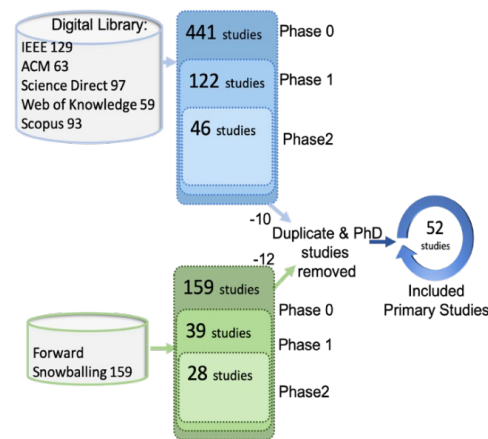 Digital Library:
IEEE 129
ACM 63
Science Direct 97
Web of Knowledge 59
Scopus 93
441 studies
Phase 0
122 studies
Phase 1
46 studies
Phase2
-10
Duplicate & PhD
studies
removed
-12
52
studies
Included
Primary Studies
159 studies
Phase 0
39 studies
Phase 1
28 studies
Phase2
Forward
Snowballing 159